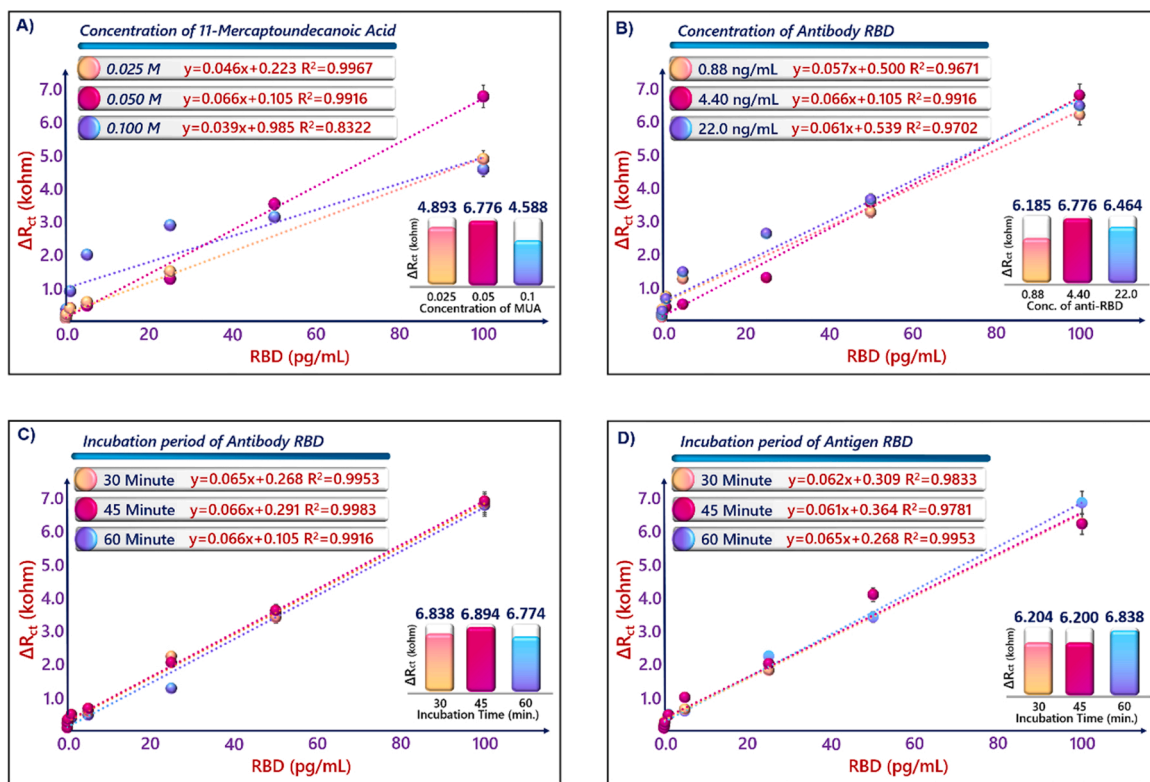 A)
Concentration of 11-Mercaptoundecanoic Acid
0.025 M y=0.046x+0.223 R²=0.9967
0.050 M y=0.066x+0.105 R²=0.9916
0.100 M y=0.039x+0.985 R²=0.8322
7.0
6.0
5.0
4.0
3.0
2.0
1.0
0.0 20 40 60 80 100
ΔRct (kohm)
RBD (pg/mL)
4.893 6.776 4.588
ΔRct (kohm)
0.025 0.05 0.1
Concentration of MUA
B)
Concentration of Antibody RBD
0.88 ng/mL y=0.057x+0.500 R²=0.9671
4.40 ng/mL y=0.066x+0.105 R²=0.9916
22.0 ng/mL y=0.061x+0.539 R²=0.9702
7.0
6.0
5.0
4.0
3.0
2.0
1.0
0.0 20 40 60 80 100
ΔRct (kohm)
RBD (pg/mL)
6.185 6.776 6.464
ΔRct (kohm)
0.88 4.40 22.0
Conc. of anti-RBD
C)
Incubation period of Antibody RBD
30 Minute y=0.065x+0.268 R²=0.9953
45 Minute y=0.066x+0.291 R²=0.9983
60 Minute y=0.066x+0.105 R²=0.9916
7.0
6.0
5.0
4.0
3.0
2.0
1.0
0.0 20 40 60 80 100
ΔRct (kohm)
RBD (pg/mL)
6.838 6.894 6.774
ΔRct (kohm)
30 45 60
Incubation Time (min.)
D)
Incubation period of Antigen RBD
30 Minute y=0.062x+0.309 R²=0.9833
45 Minute y=0.061x+0.364 R²=0.9781
60 Minute y=0.065x+0.268 R²=0.9953
7.0
6.0
5.0
4.0
3.0
2.0
1.0
0.0 20 40 60 80 100
ΔRct (kohm)
RBD (pg/mL)
6.204 6.200 6.838
ΔRct (kohm)
30 45 60
Incubation Time (min.)